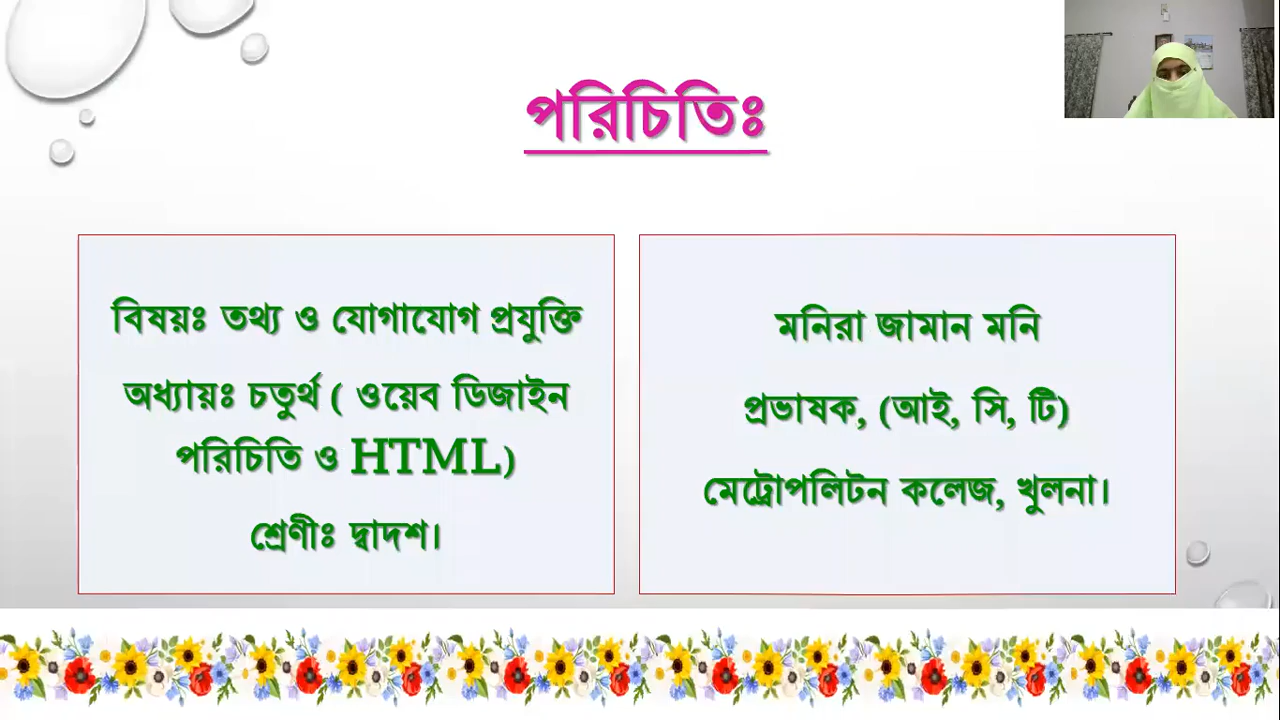 পরিচিতিঃ
বিষয়ঃ তথ্য ও যোগাযোগ প্রযুক্তি
অধ্যায়ঃ চতুর্থ ( ওয়েব ডিজাইন
পরিচিতি ও HTML)
শ্রেণীঃ দ্বাদশ।
মনিরা জামান মনি
প্রভাষক, (আই, সি, টি)
মেট্রোপলিটন কলেজ, খুলনা।